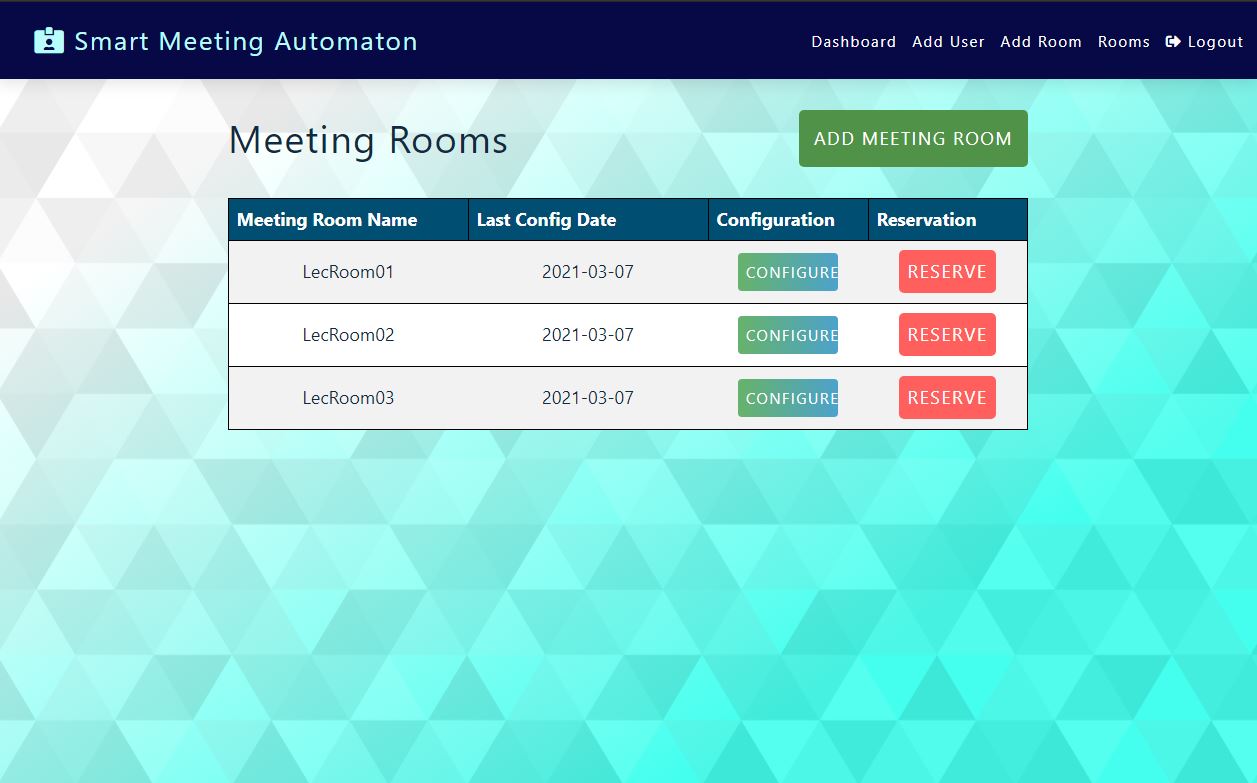 Smart Meeting Automaton
Dashboard Add User Add Room Rooms Logout
Meeting Rooms
ADD MEETING ROOM
Meeting Room Name Last Config Date Configuration Reservation
LecRoom01 2021-03-07 CONFIGURE RESERVE
LecRoom02 2021-03-07 CONFIGURE RESERVE
LecRoom03 2021-03-07 CONFIGURE RESERVE